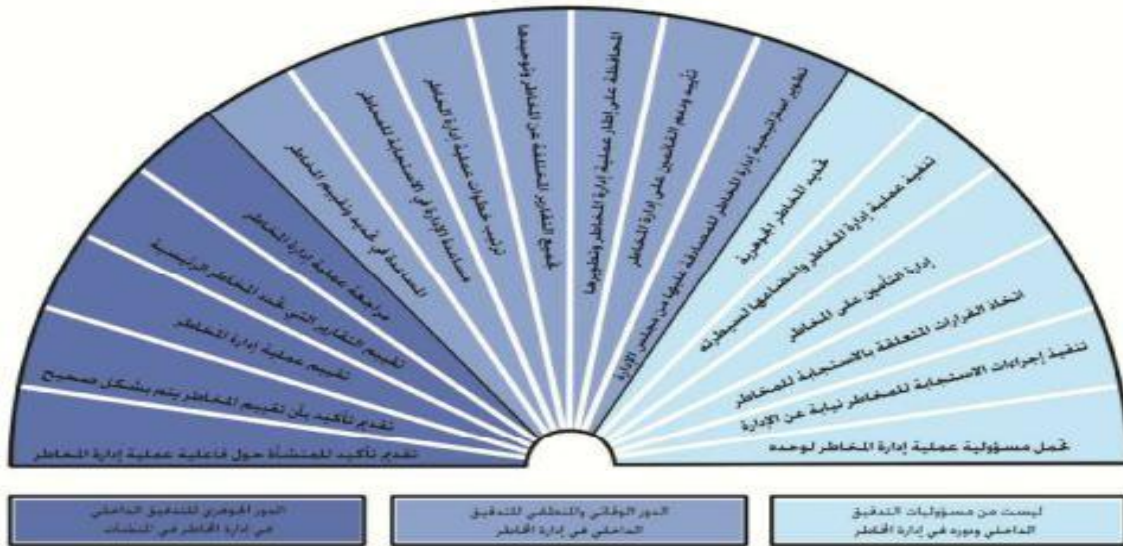 تقديم تأكيد للمنشأة حول فاعلية عملية إدارة المخاطر
تقديم تأكيد بأن تقييم المخاطر يتم بشكل صحيح
تقييم عملية إدارة المخاطر
تقييم التقارير التي تحدد المخاطر الرئيسية
مراجعة عملية إدارة المخاطر
المساعدة في تحديد وتقييم المخاطر
مساعدة الإدارة في الاستجابة للمخاطر
ترتيب خطوات عملية إدارة المخاطر
تجميع التقارير المختلفة عن المخاطر وتوحيدها
المحافظة على إطار عملية إدارة المخاطر وتطويرها
تأييد ودعم القائمين على إدارة المخاطر
تطوير استراتيجية إدارة المخاطر للمصادقة عليها من مجلس الإدارة
تحديد المخاطر الجوهرية
تنفيذ عملية إدارة المخاطر واخضاعها لسيطرته
إدارة التأمين على المخاطر
اتخاذ القرارات المتعلقة بالاستجابة للمخاطر
تنفيذ إجراءات الاستجابة للمخاطر نيابة عن الإدارة
تحمل مسؤولية عملية إدارة المخاطر لوحده
الدور الجوهري للتدقيق الداخلي
في إدارة المخاطر في المنشآت
الدور الوقائي والمنطقي للتدقيق
الداخلي في إدارة المخاطر
ليست من مسؤوليات التدقيق
الداخلي ودوره في إدارة المخاطر